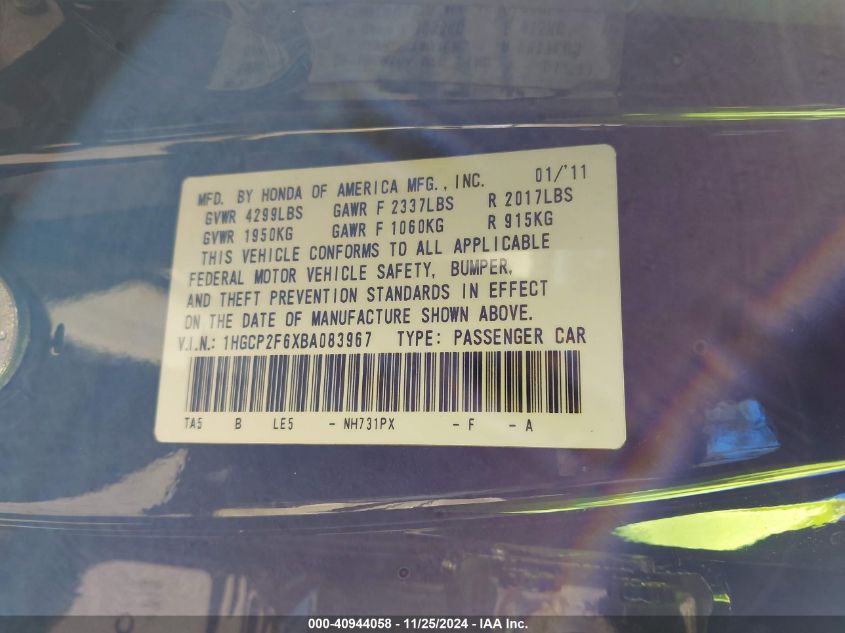 MFD. BY HONDA OF AMERICA MFG., INC. 01/'11
GVWR 4299LBS GAWR F 2337LBS R 2017LBS
GVWR 1950KG GAWR F 1060KG R 915KG
THIS VEHICLE CONFORMS TO ALL APPLICABLE
FEDERAL MOTOR VEHICLE SAFETY, BUMPER,
AND THEFT PREVENTION STANDARDS IN EFFECT
ON THE DATE OF MANUFACTURE SHOWN ABOVE.
V.I.N.: 1HGCP2F6XBA083967 TYPE: PASSENGER CAR
TA5 B LE5 - NH731PX - F - A
000-40944058 - 11/25/2024 - IAA Inc.